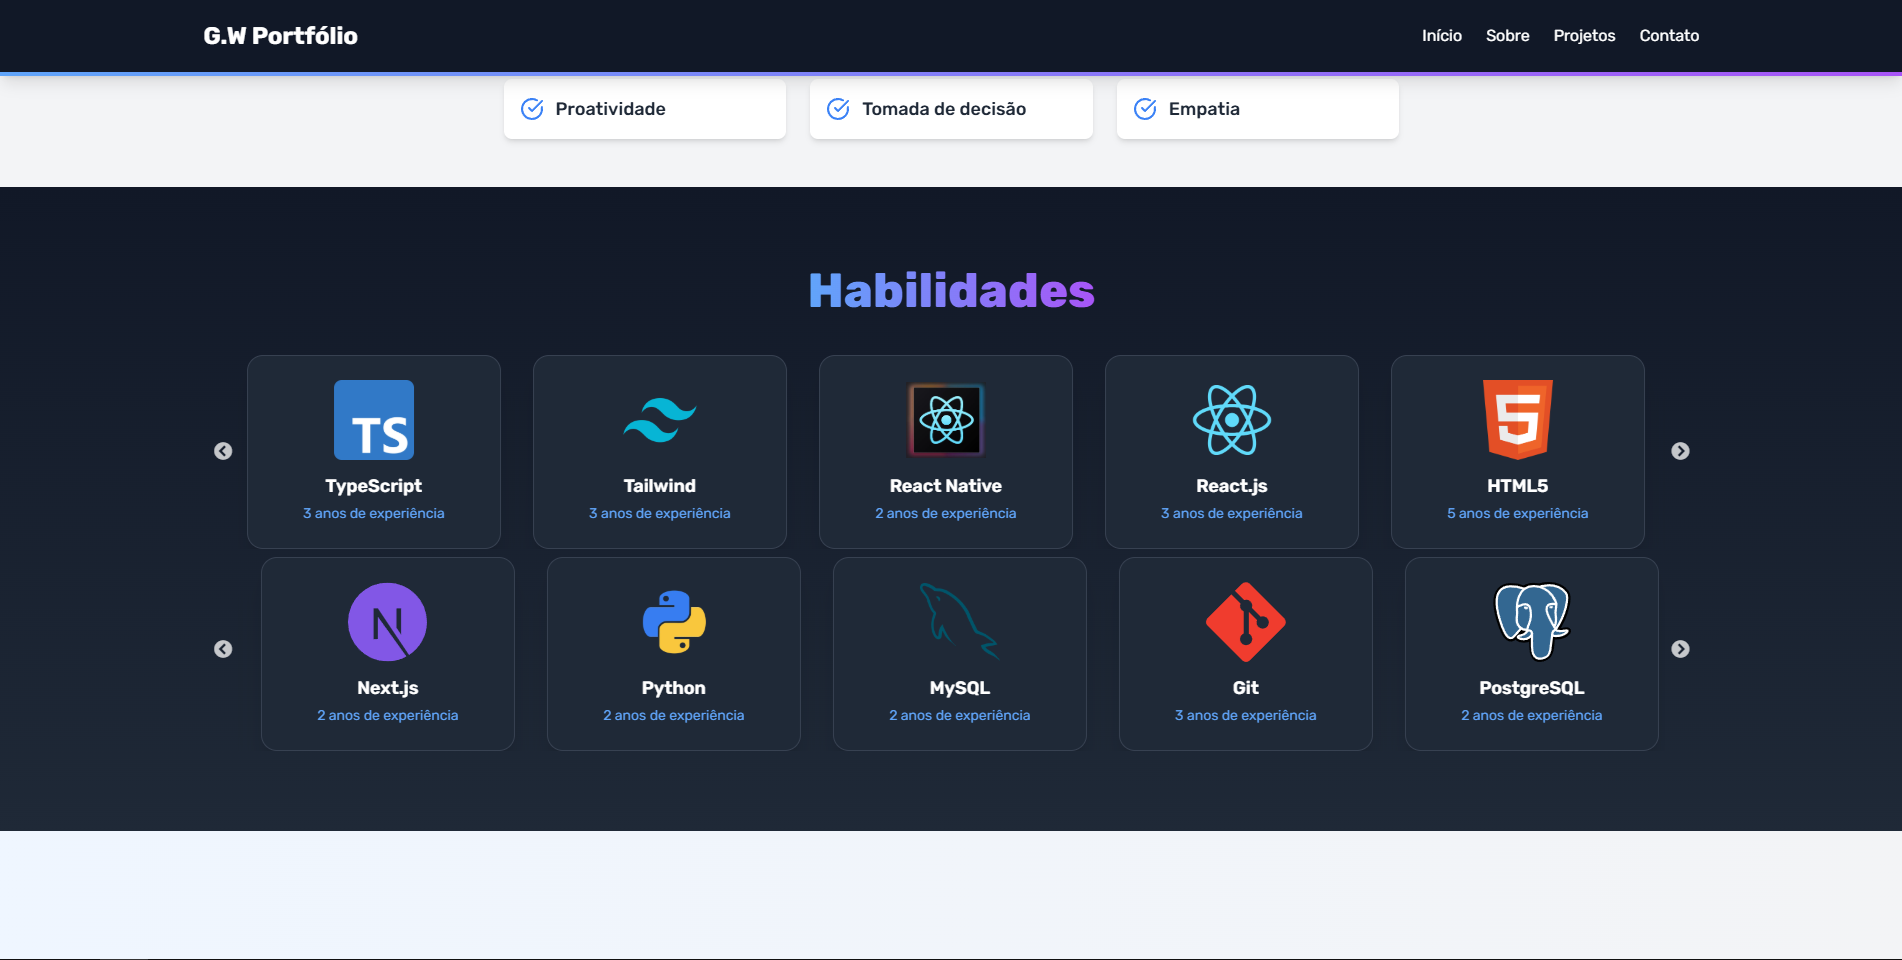 G.W Portfólio
Início Sobre Projetos Contato
Proatividade
Tomada de decisão
Empatia
Habilidades
TS
TypeScript
3 anos de experiência
Tailwind
3 anos de experiência
React Native
2 anos de experiência
React.js
3 anos de experiência
5
HTML5
5 anos de experiência
N
Next.js
2 anos de experiência
Python
2 anos de experiência
MySQL
2 anos de experiência
Git
3 anos de experiência
PostgreSQL
2 anos de experiência